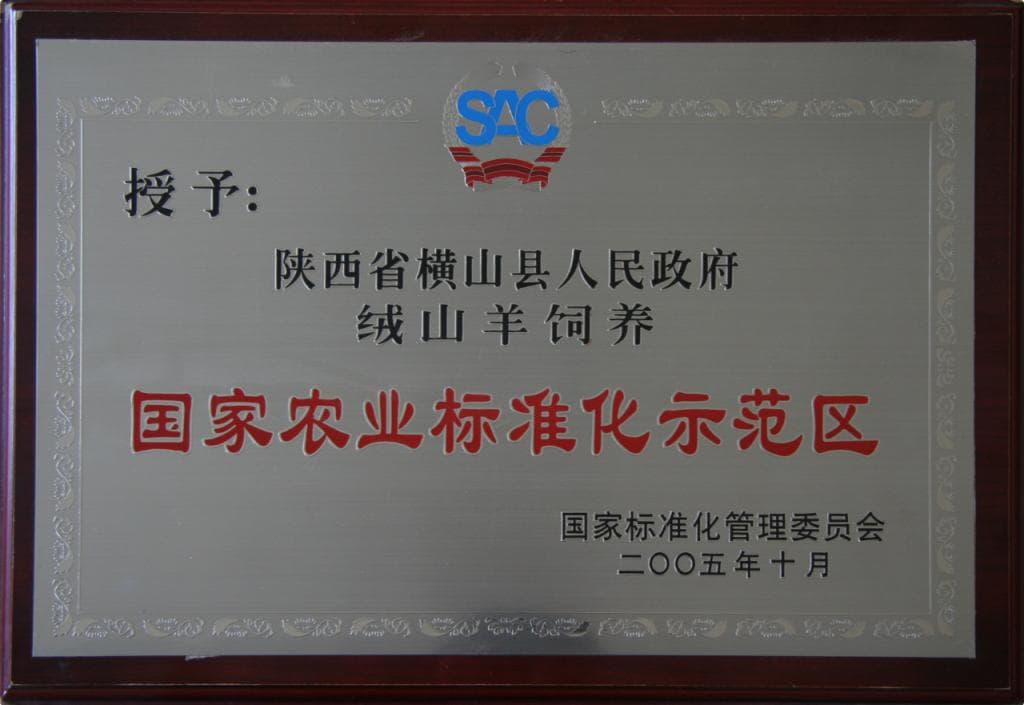 SAC
授予:
陕西省横山县人民政府
绒山羊饲养
国家农业标准化示范区
国家标准化管理委员会
二〇〇五年十月